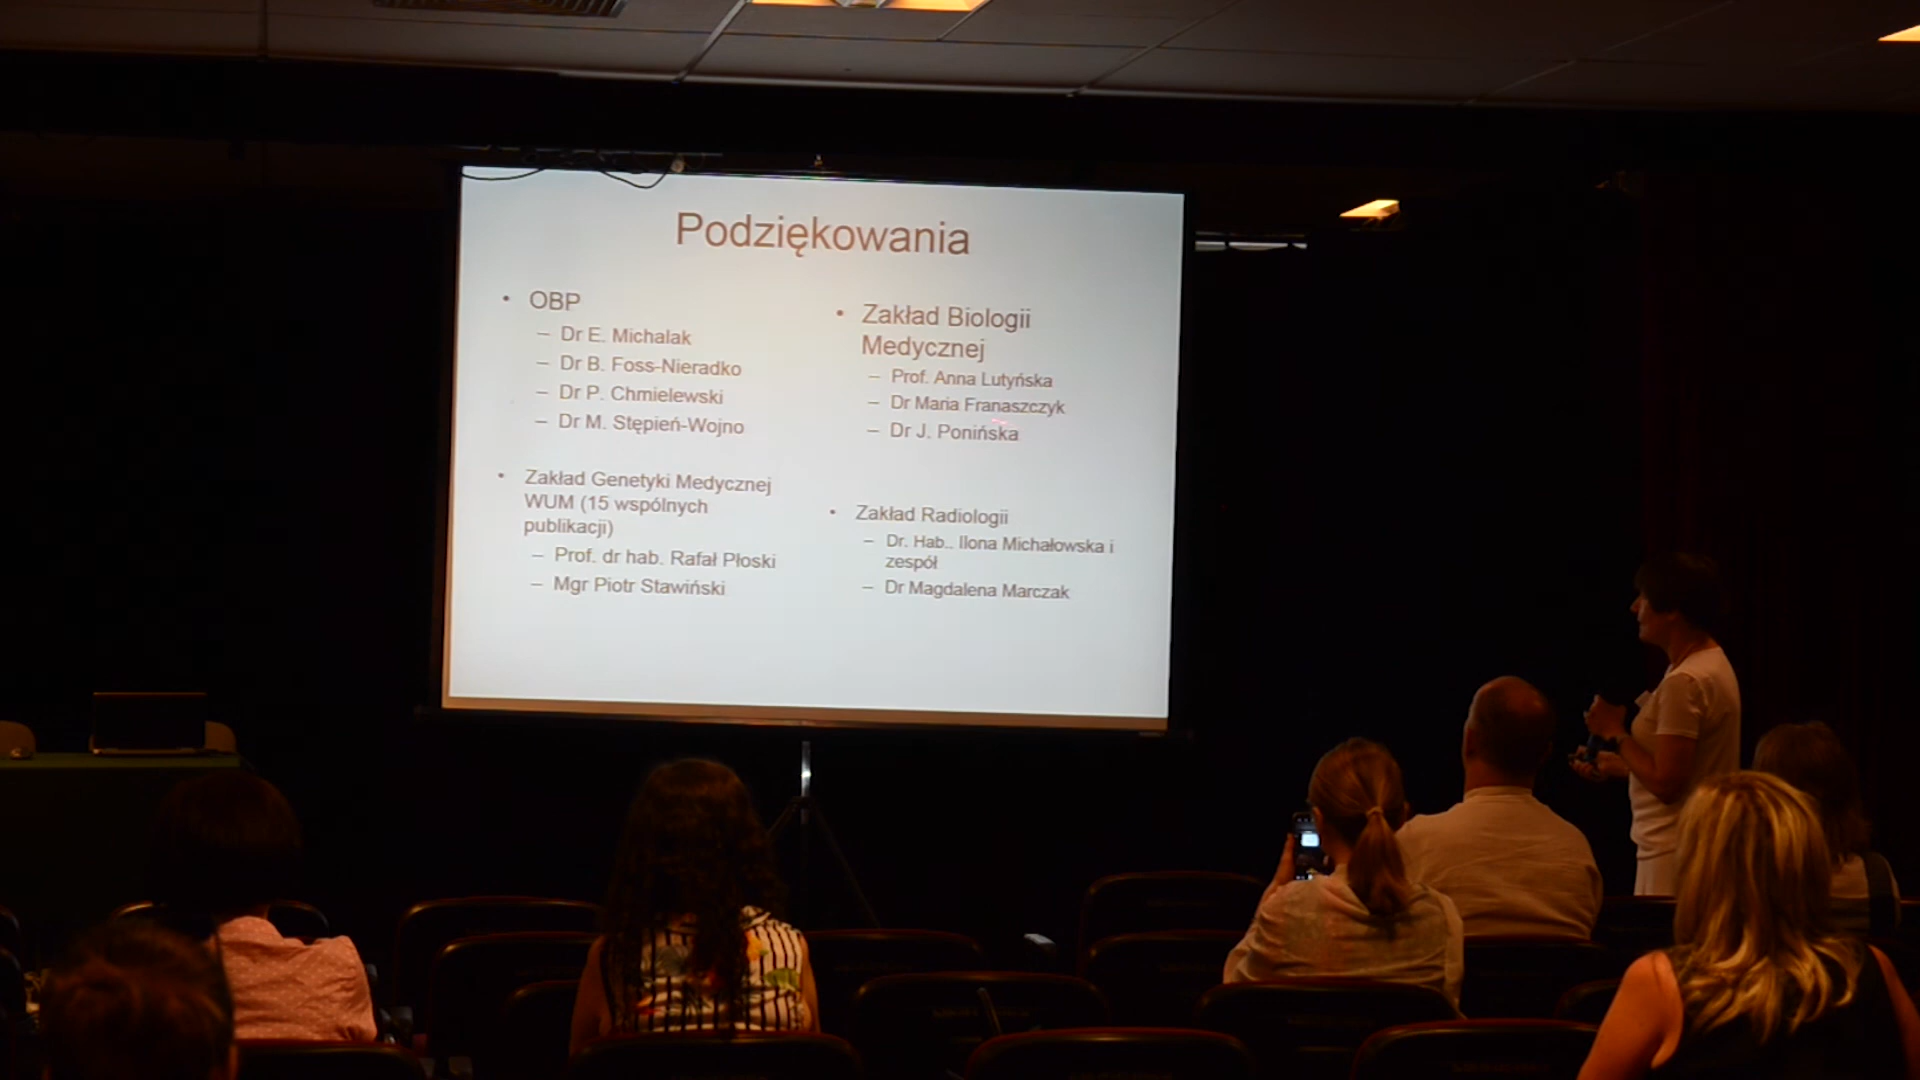 Podziękowania
• OBP
– Dr E. Michalak
– Dr B. Foss-Nieradko
– Dr P. Chmielewski
– Dr M. Stępień-Wojno
• Zakład Genetyki Medycznej
WUM (15 wspólnych
publikacji)
– Prof. dr hab. Rafał Płoski
– Mgr Piotr Stawiński
• Zakład Biologii
Medycznej
– Prof. Anna Lutyńska
– Dr Maria Franaszczyk
– Dr J. Ponińska
• Zakład Radiologii
– Dr. Hab.. Ilona Michałowska i
zespół
– Dr Magdalena Marczak